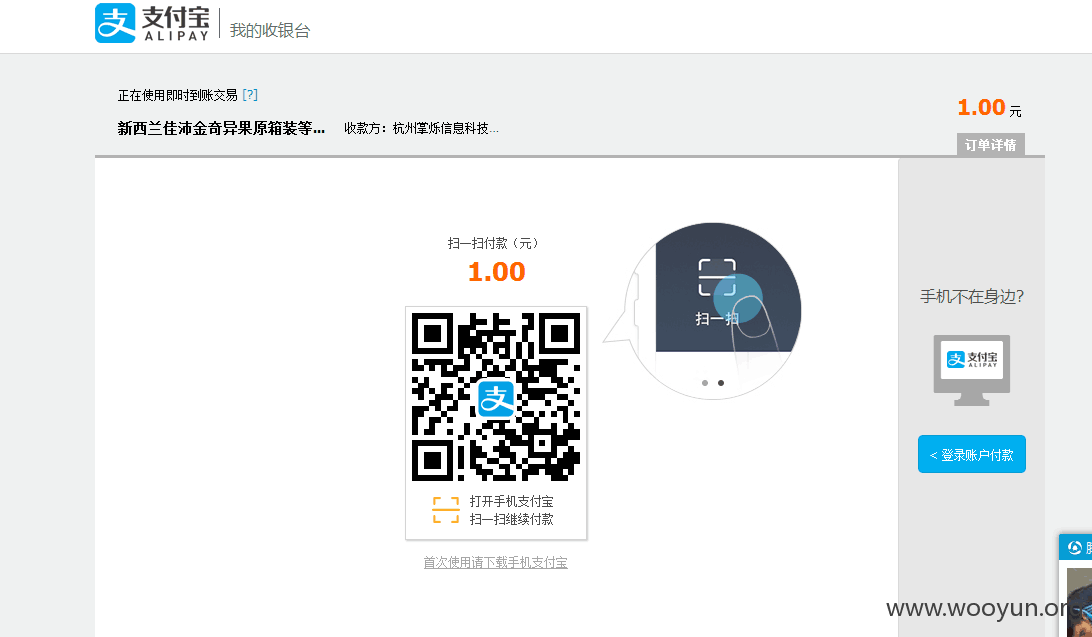 支付宝
ALIPAY
我的收银台
正在使用即时到账交易 [?]
新西兰佳沛金奇异果原箱装等... 收款方：杭州掌烁信息科技...
1.00 元
订单详情
扫一扫付款（元）
1.00
扫一扫
支
打开手机支付宝
扫一扫继续付款
首次使用请下载手机支付宝
手机不在身边?
支付宝
ALIPAY
< 登录账户付款
www.wooyun.org